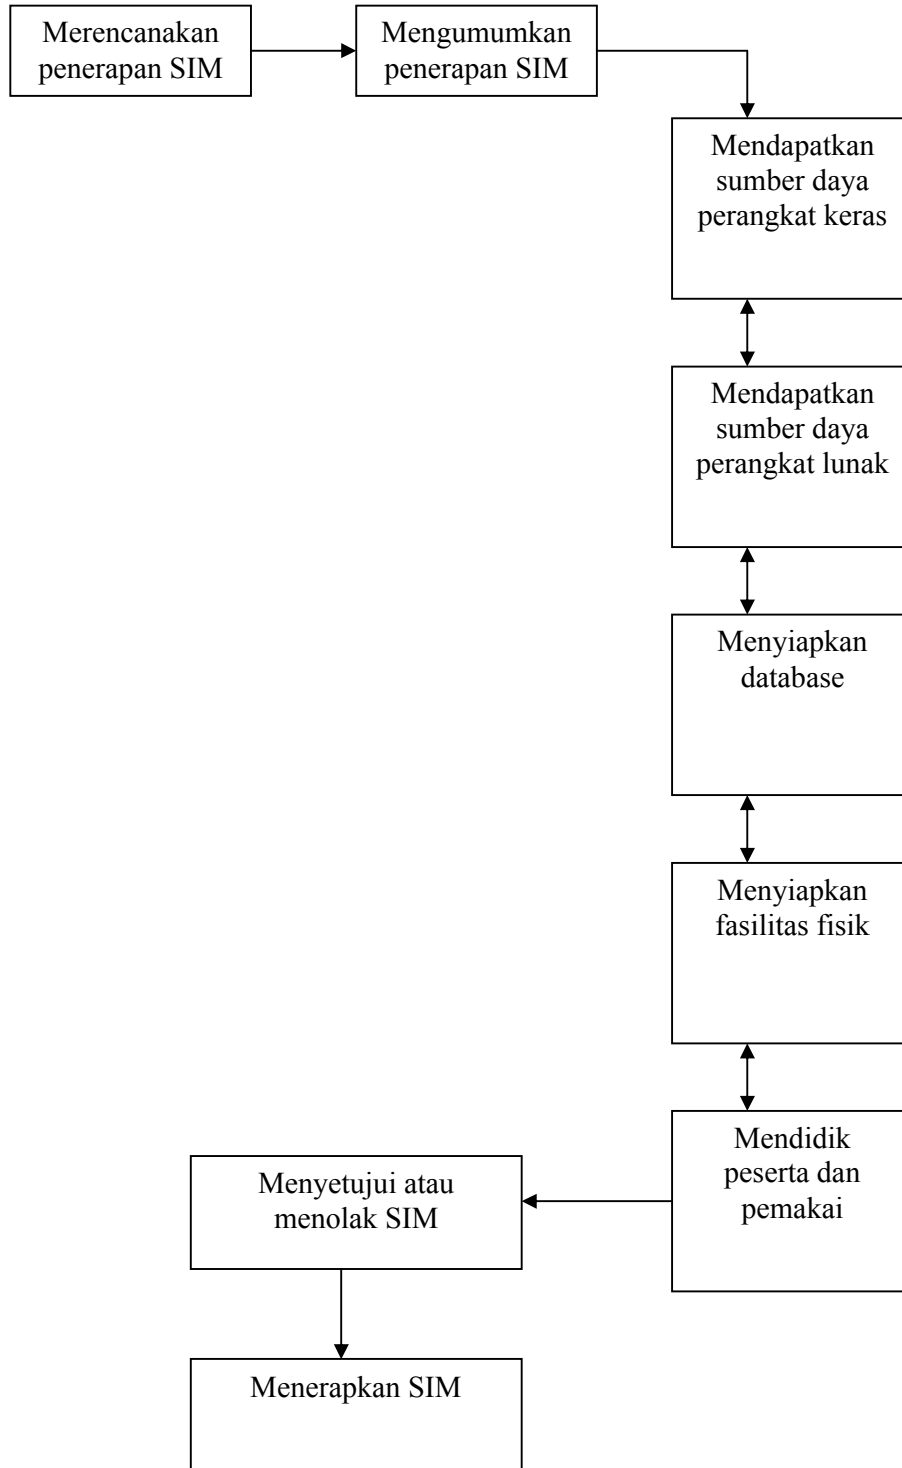 Merencanakan
penerapan SIM
Mengumumkan
penerapan SIM
Mendapatkan
sumber daya
perangkat keras
Mendapatkan
sumber daya
perangkat lunak
Menyiapkan
database
Menyiapkan
fasilitas fisik
Mendidik
peserta dan
pemakai
Menyetujui atau
menolak SIM
Menerapkan SIM